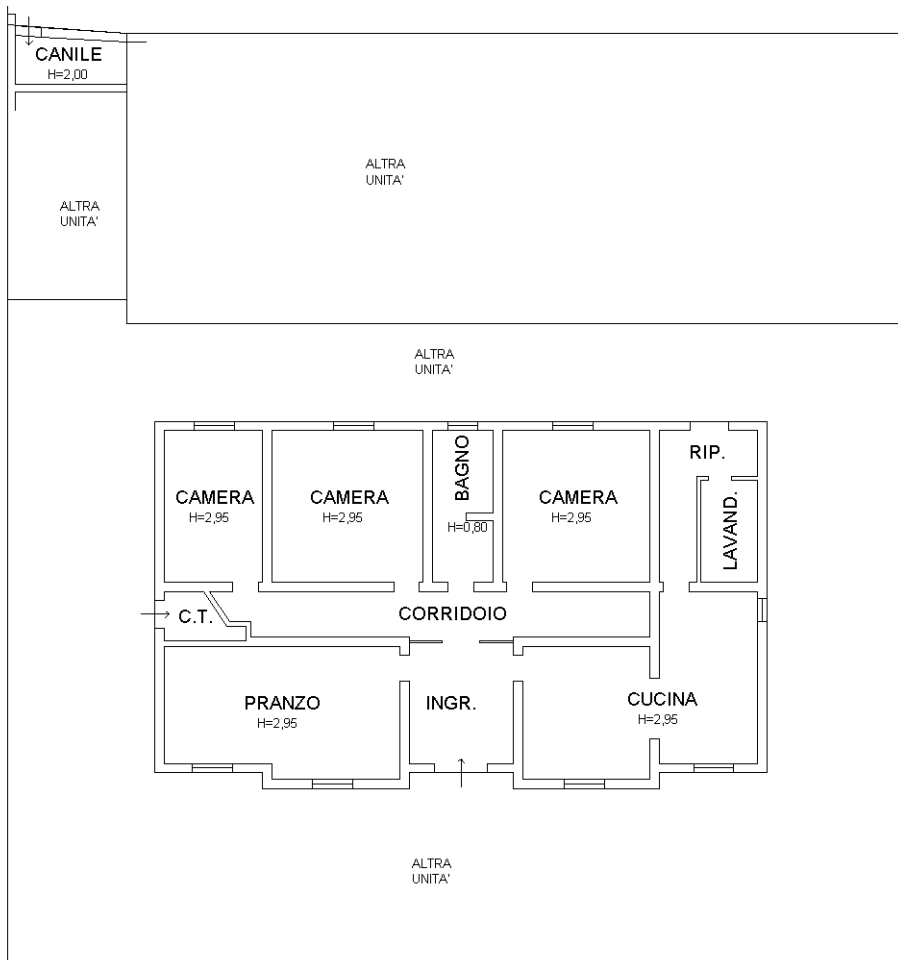 CANILE
H=2,00
ALTRA
UNITA'
ALTRA
UNITA'
ALTRA
UNITA'
CAMERA
H=2.95
CAMERA
H=2.95
BAGNO
H=0,80
CAMERA
H=2.95
RIP.
LAVAND.
C.T.
CORRIDOIO
PRANZO
H=2,95
INGR.
CUCINA
H=2.95
ALTRA
UNITA'